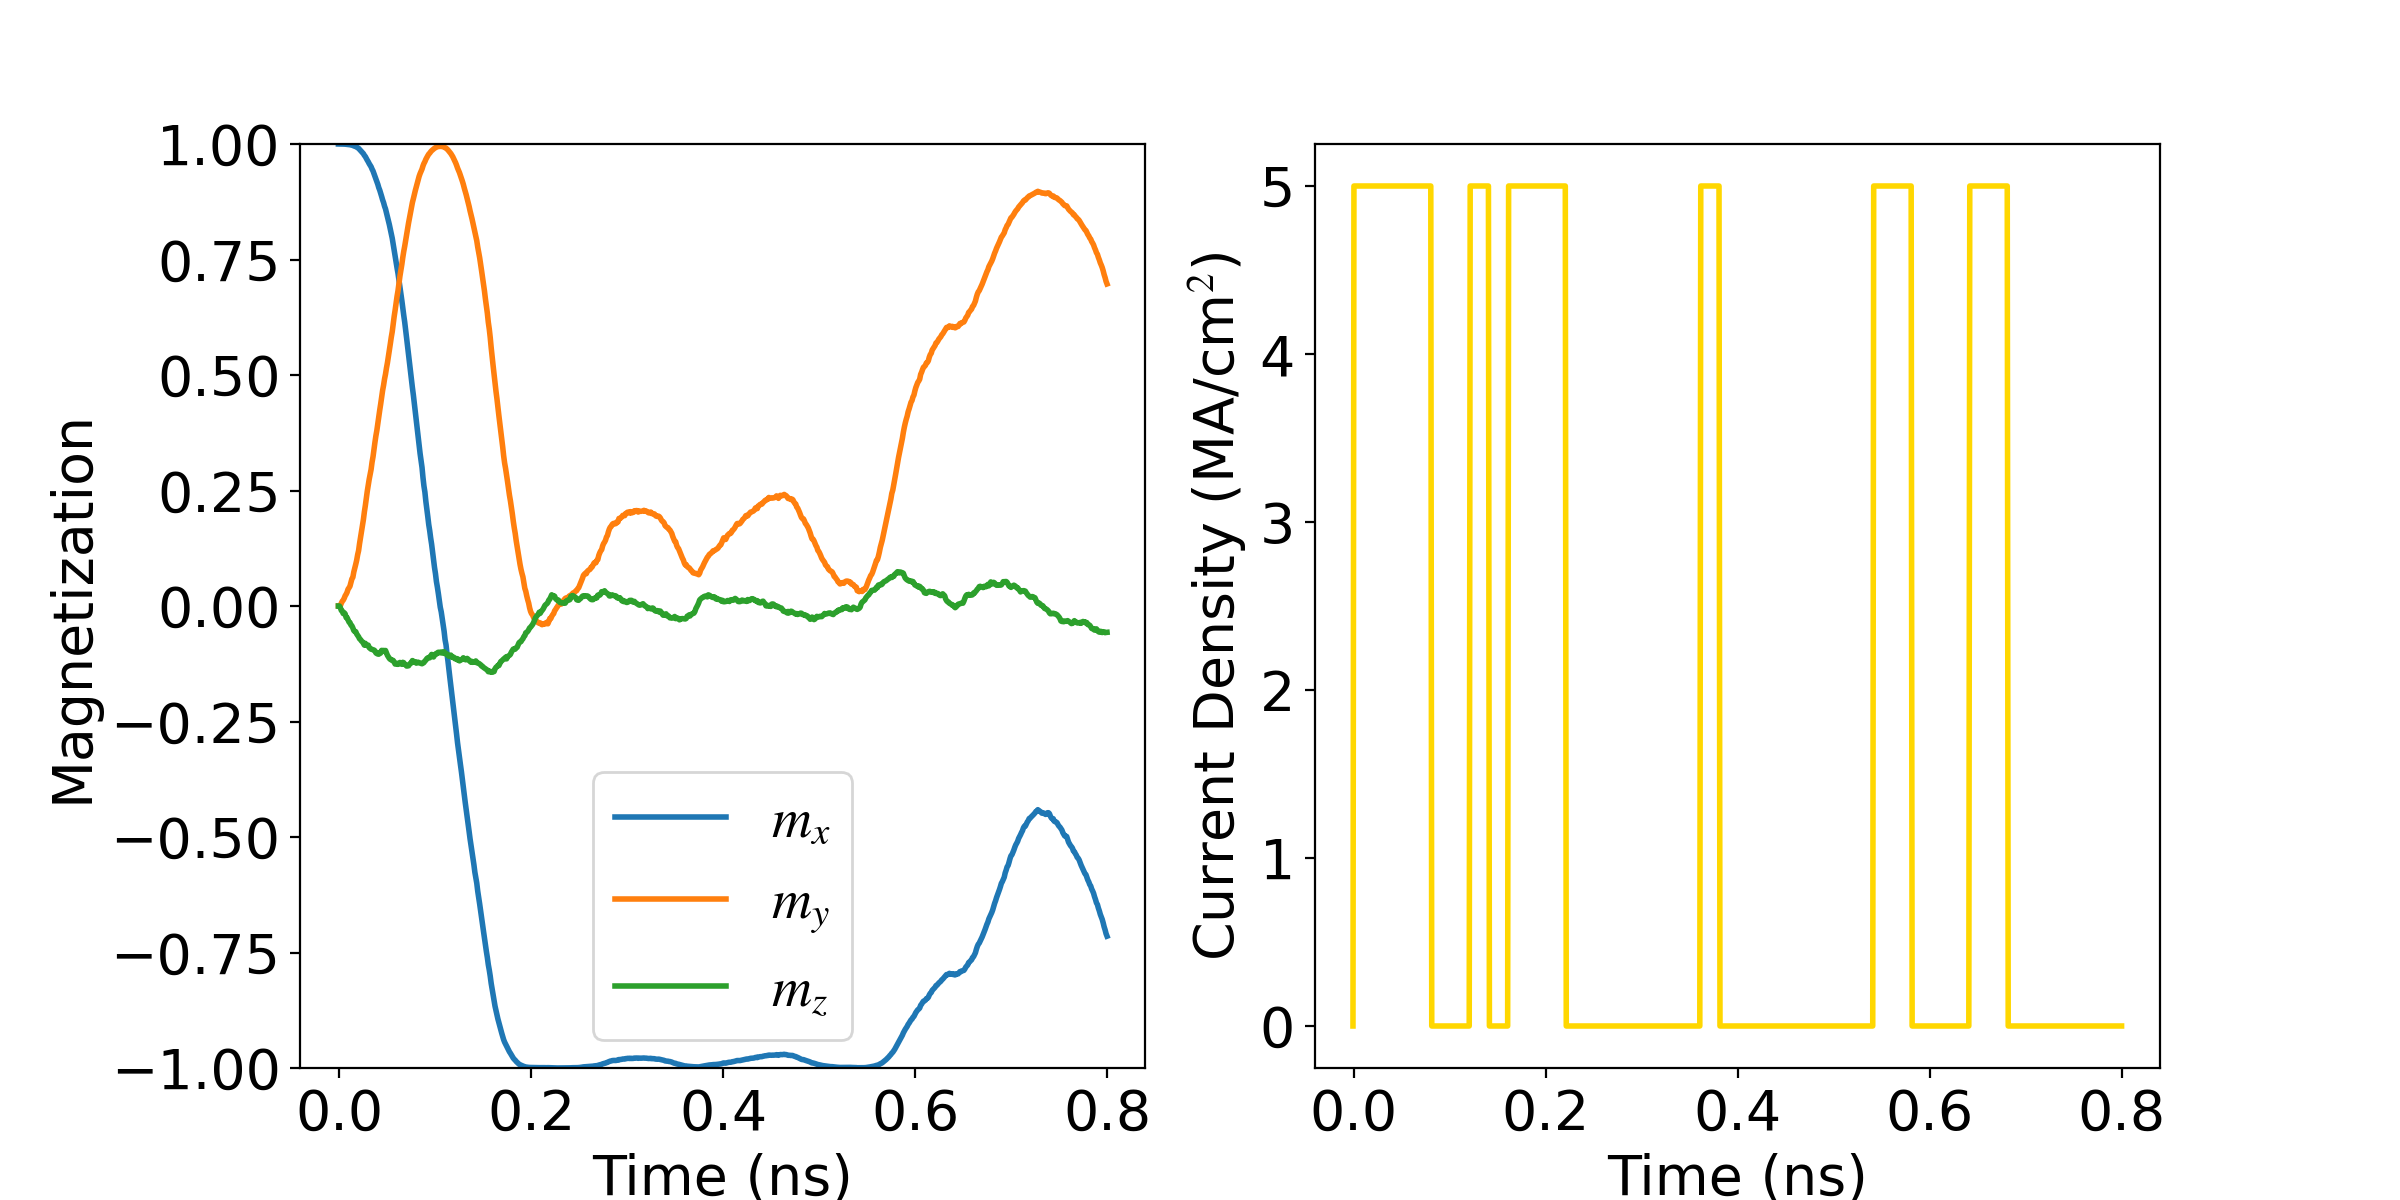 Magnetization
1.00
0.75
0.50
0.25
0.00
−0.25
−0.50
−0.75
−1.00
0.0 0.2 0.4 0.6 0.8
Time (ns)
m_x
m_y
m_z
Current Density (MA/cm²)
5
4
3
2
1
0
0.0 0.2 0.4 0.6 0.8
Time (ns)